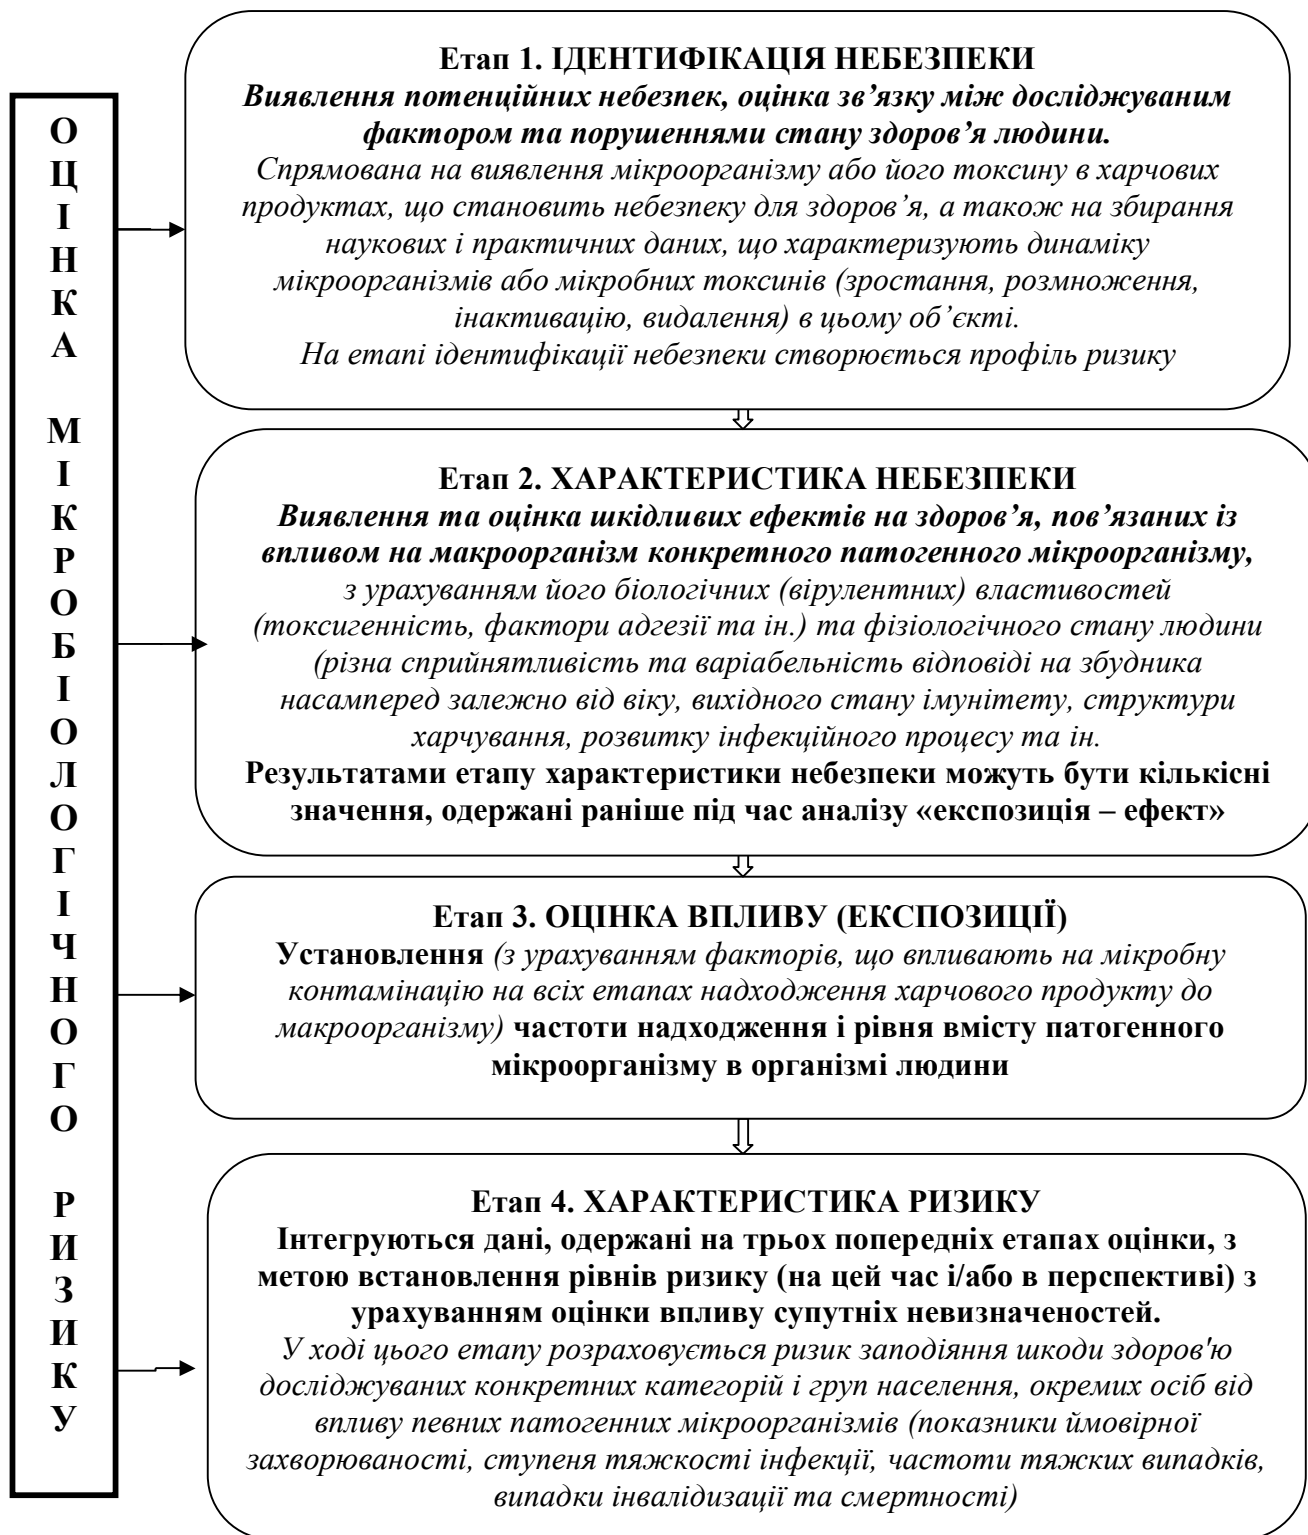 ОЦІНКА МІКРОБІОЛОГІЧНОГО РИЗИКУ
Етап 1. ІДЕНТИФІКАЦІЯ НЕБЕЗПЕКИ
Виявлення потенційних небезпек, оцінка зв’язку між досліджуваним
фактором та порушеннями стану здоров’я людини.
Спрямована на виявлення мікроорганізму або його токсину в харчових
продуктах, що становить небезпеку для здоров’я, а також на збирання
наукових і практичних даних, що характеризують динаміку
мікроорганізмів або мікробних токсинів (зростання, розмноження,
інактивацію, видалення) в цьому об’єкті.
На етапі ідентифікації небезпеки створюється профіль ризику
Етап 2. ХАРАКТЕРИСТИКА НЕБЕЗПЕКИ
Виявлення та оцінка шкідливих ефектів на здоров’я, пов’язаних із
впливом на макроорганізм конкретного патогенного мікроорганізму,
з урахуванням його біологічних (вірулентних) властивостей
(токсигенність, фактори адгезії та ін.) та фізіологічного стану людини
(різна сприйнятливість та варіабельність відповіді на збудника
насамперед залежно від віку, вихідного стану імунітету, структури
харчування, розвитку інфекційного процесу та ін.
Результатами етапу характеристики небезпеки можуть бути кількісні
значення, одержані раніше під час аналізу «експозиція – ефект»
Етап 3. ОЦІНКА ВПЛИВУ (ЕКСПОЗИЦІЇ)
Установлення (з урахуванням факторів, що впливають на мікробну
контамінацію на всіх етапах надходження харчового продукту до
макроорганізму) частоти надходження і рівня вмісту патогенного
мікроорганізму в організмі людини
Етап 4. ХАРАКТЕРИСТИКА РИЗИКУ
Інтегруються дані, одержані на трьох попередніх етапах оцінки, з
метою встановлення рівнів ризику (на цей час і/або в перспективі) з
урахуванням оцінки впливу супутніх невизначеностей.
У ході цього етапу розраховується ризик заподіяння шкоди здоров'ю
досліджуваних конкретних категорій і груп населення, окремих осіб від
впливу певних патогенних мікроорганізмів (показники ймовірної
захворюваності, ступеня тяжкості інфекції, частоти тяжких випадків,
випадки інвалідизації та смертності)